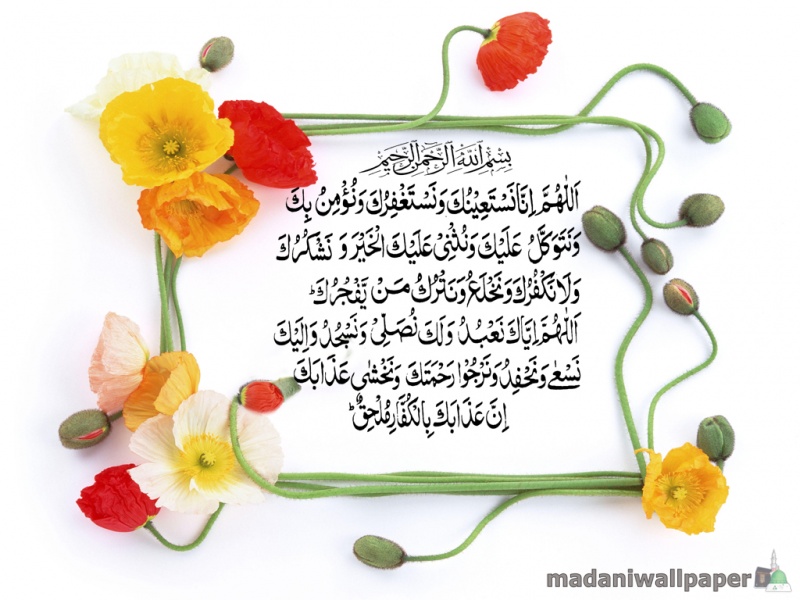 بِسْمِ اللهِ الرَّحْمٰنِ الرَّحِيْمِ
اَللّٰهُمَّ اِنَّا نَسْتَعِيْنُكَ وَنَسْتَغْفِرُكَ وَنُؤْمِنُ بِكَ
وَنَتَوَكَّلُ عَلَيْكَ وَنُثْنِىْ عَلَيْكَ الْخَيْرَ وَ نَشْكُرُكَ
وَلَا نَكْفُرُكَ وَنَخْلَعُ وَنَتْرُكُ مَنْ يَّفْجُرُكَ ؕ
اَللّٰهُمَّ اِيَّاكَ نَعْبُدُ وَلَكَ نُصَلِّىْ وَنَسْجُدُ وَاِلَيْكَ
نَسْعٰى وَنَحْفِدُ وَنَرْجُوْا رَحْمَتَكَ وَنَخْشٰى عَذَابَكَ
اِنَّ عَذَابَكَ بِالْكُفَّارِ مُلْحِقٌ ؕ
madaniwallpaper